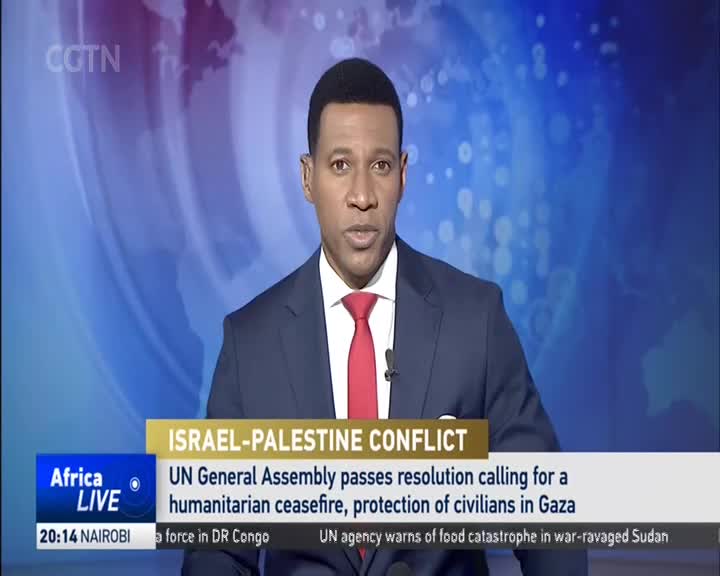 CGTN
ISRAEL-PALESTINE CONFLICT
UN General Assembly passes resolution calling for a
humanitarian ceasefire, protection of civilians in Gaza
Africa
LIVE
20:14 NAIROBI
a force in DR Congo UN agency warns of food catastrophe in war-ravaged Sudan